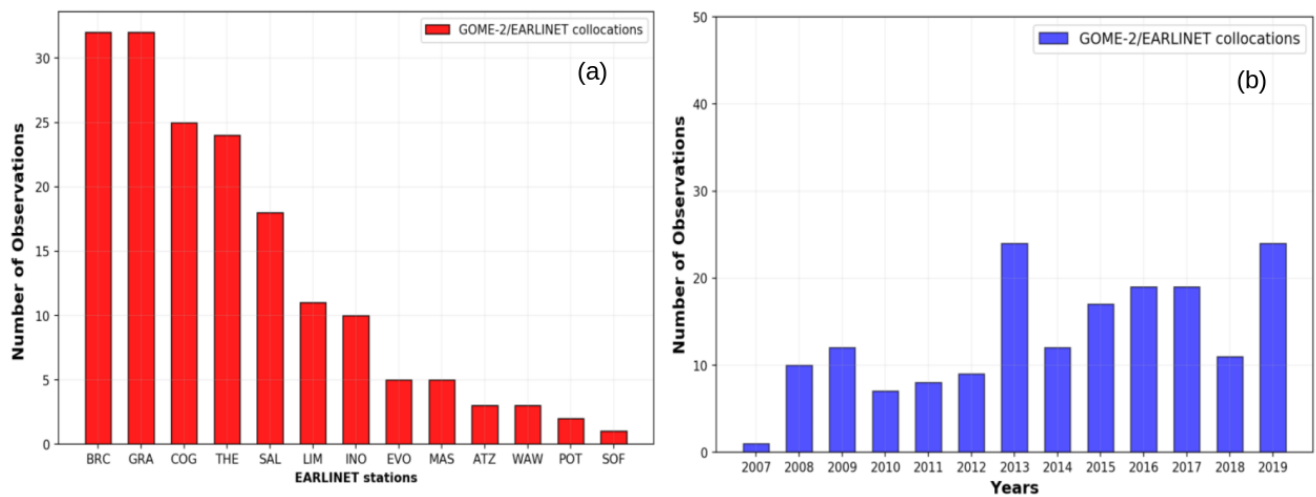 GOME-2/EARLINET collocations
(a)
Number of Observations
30
25
20
15
10
5
0
BRC GRA COG THE SAL LIM INO EVO MAS ATZ WAW POT SOF
EARLINET stations
GOME-2/EARLINET collocations
(b)
Number of Observations
50
40
30
20
10
0
2007 2008 2009 2010 2011 2012 2013 2014 2015 2016 2017 2018 2019
Years